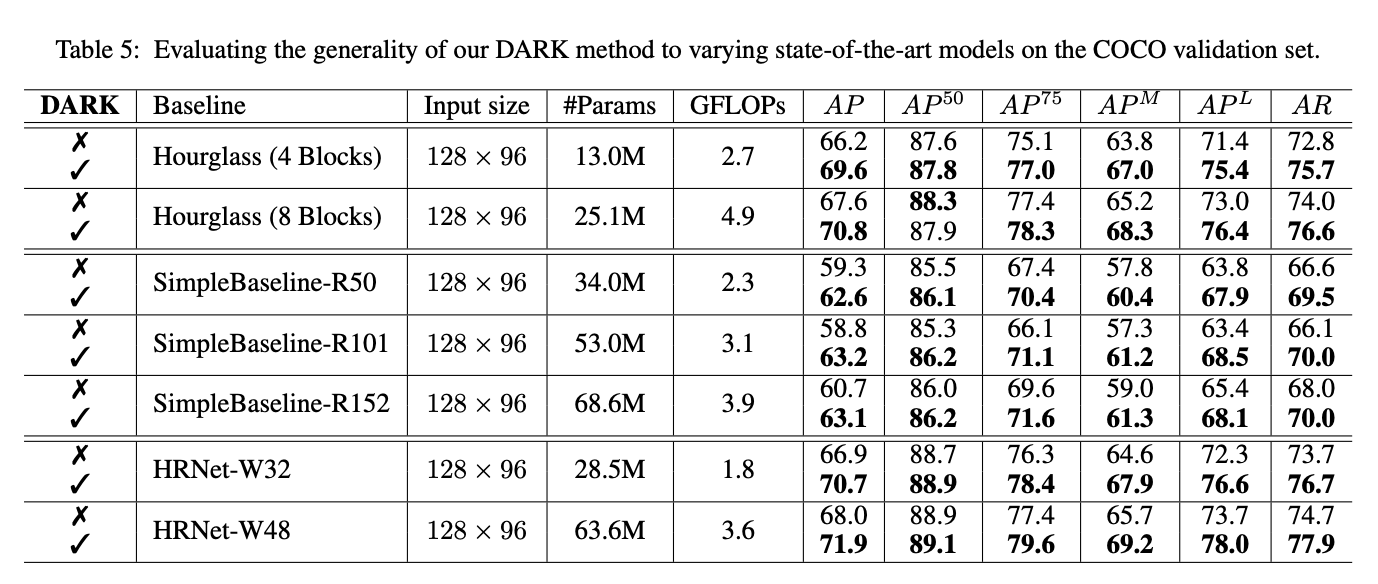 Table 5: Evaluating the generality of our DARK method to varying state-of-the-art models on the COCO validation set.
DARK Baseline Input size #Params GFLOPs AP AP^50 AP^75 AP^M AP^L AR
✗ Hourglass (4 Blocks) 128 × 96 13.0M 2.7 66.2 87.6 75.1 63.8 71.4 72.8
✓ 69.6 87.8 77.0 67.0 75.4 75.7
✗ Hourglass (8 Blocks) 128 × 96 25.1M 4.9 67.6 88.3 77.4 65.2 73.0 74.0
✓ 70.8 87.9 78.3 68.3 76.4 76.6
✗ SimpleBaseline-R50 128 × 96 34.0M 2.3 59.3 85.5 67.4 57.8 63.8 66.6
✓ 62.6 86.1 70.4 60.4 67.9 69.5
✗ SimpleBaseline-R101 128 × 96 53.0M 3.1 58.8 85.3 66.1 57.3 63.4 66.1
✓ 63.2 86.2 71.1 61.2 68.5 70.0
✗ SimpleBaseline-R152 128 × 96 68.6M 3.9 60.7 86.0 69.6 59.0 65.4 68.0
✓ 63.1 86.2 71.6 61.3 68.1 70.0
✗ HRNet-W32 128 × 96 28.5M 1.8 66.9 88.7 76.3 64.6 72.3 73.7
✓ 70.7 88.9 78.4 67.9 76.6 76.7
✗ HRNet-W48 128 × 96 63.6M 3.6 68.0 88.9 77.4 65.7 73.7 74.7
✓ 71.9 89.1 79.6 69.2 78.0 77.9